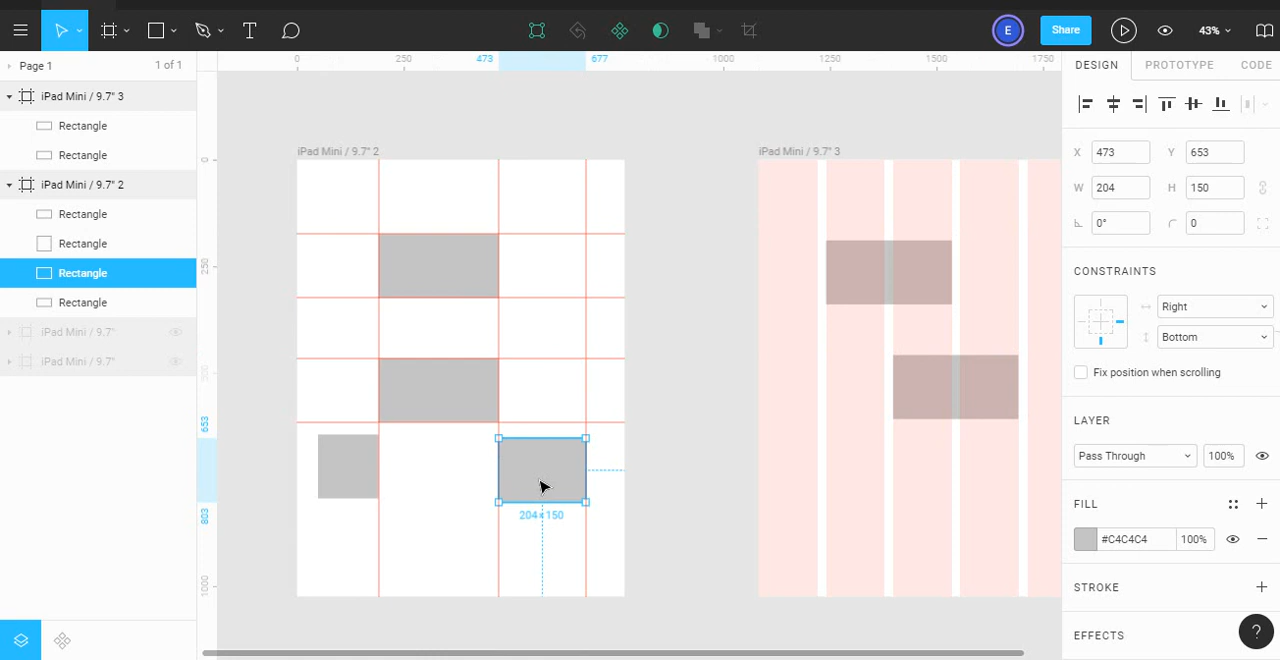 T
E
Share
43%
Page 1
1 of 1
iPad Mini / 9.7" 3
Rectangle
Rectangle
iPad Mini / 9.7" 2
Rectangle
Rectangle
Rectangle
Rectangle
iPad Mini / 9.7"
iPad Mini / 9.7"
0 250 473 677 1000 1250 1500 1750
0
250
500
653
803
1000
iPad Mini / 9.7" 2
204 × 150
iPad Mini / 9.7" 3
DESIGN PROTOTYPE CODE
X 473 Y 653
W 204 H 150
0° 0
CONSTRAINTS
Right
Bottom
Fix position when scrolling
LAYER
Pass Through 100%
FILL
#C4C4C4 100%
STROKE
EFFECTS
?